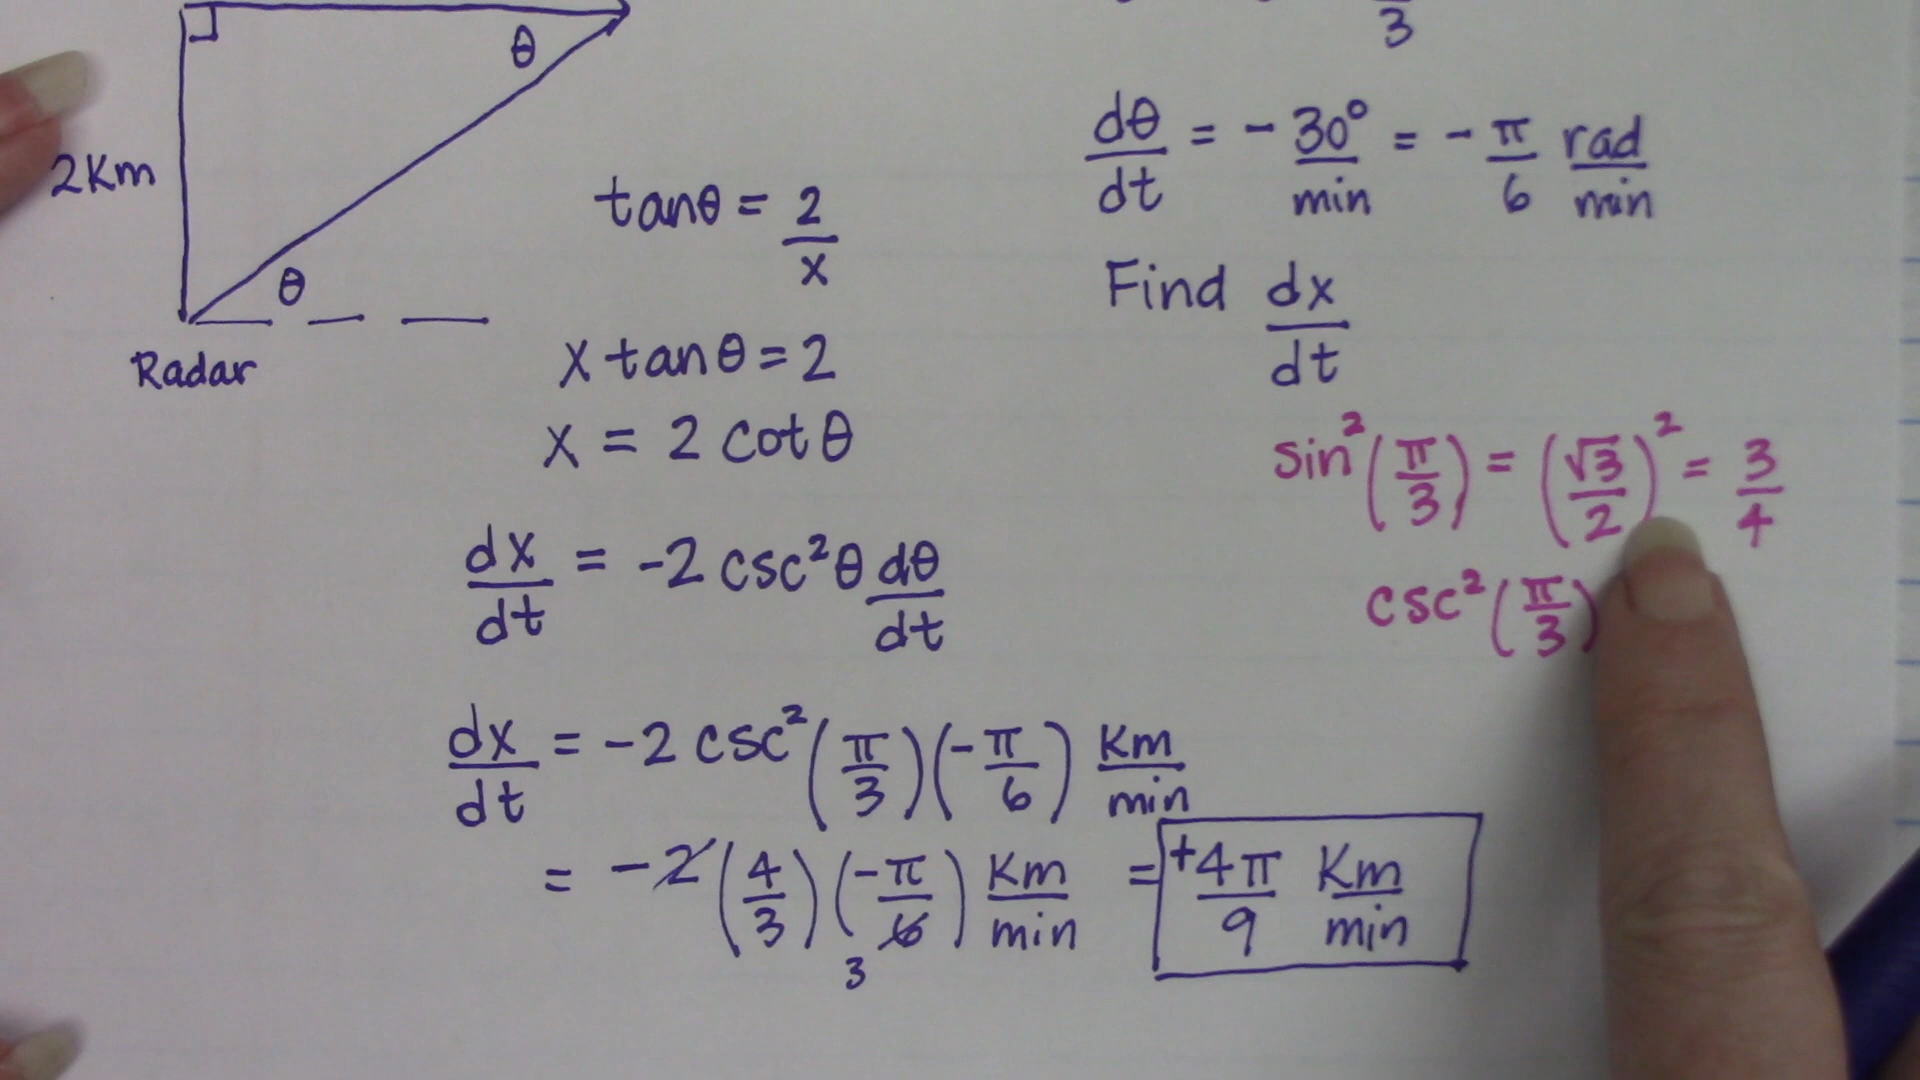 3
θ
2Km
θ
Radar
tanθ = 2/x
x tanθ = 2
x = 2 cotθ
dx/dt = -2 csc²θ dθ/dt
dx/dt = -2 csc² (π/3)(-π/6) Km/min
= -2 (4/3)(-π/6) Km/min = +4π/9 Km/min
3
dθ/dt = - 30°/min = - π/6 rad/min
Find dx/dt
sin² (π/3) = (√3/2)² = 3/4
csc² (π/3)